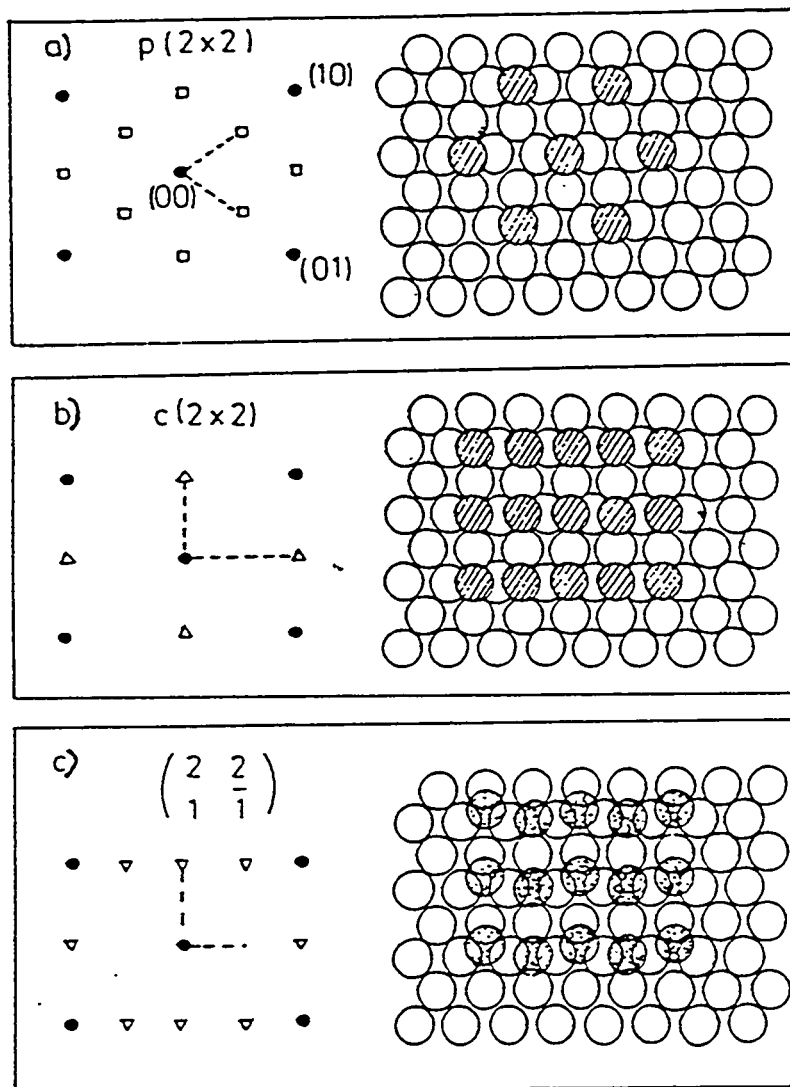 a) p(2×2)
(10)
(00)
(01)
b) c(2×2)
c)
( 2 2
1 1̅ )